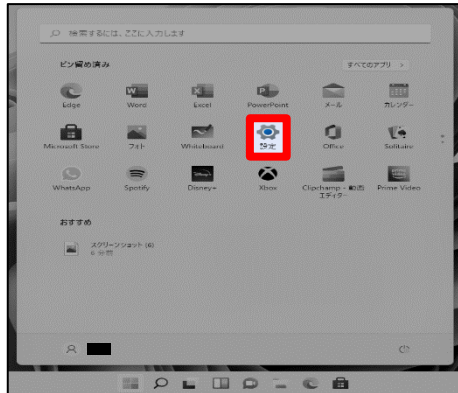 検索するには、ここに入力します
ピン留め済み
すべてのアプリ >
Edge
Word
Excel
PowerPoint
メール
カレンダー
Microsoft Store
フォト
Whiteboard
設定
Office
Solitaire
WhatsApp
Spotify
Disney+
Xbox
Clipchamp - 動画
エディター
Prime Video
おすすめ
スクリーンショット (6)
6 分前